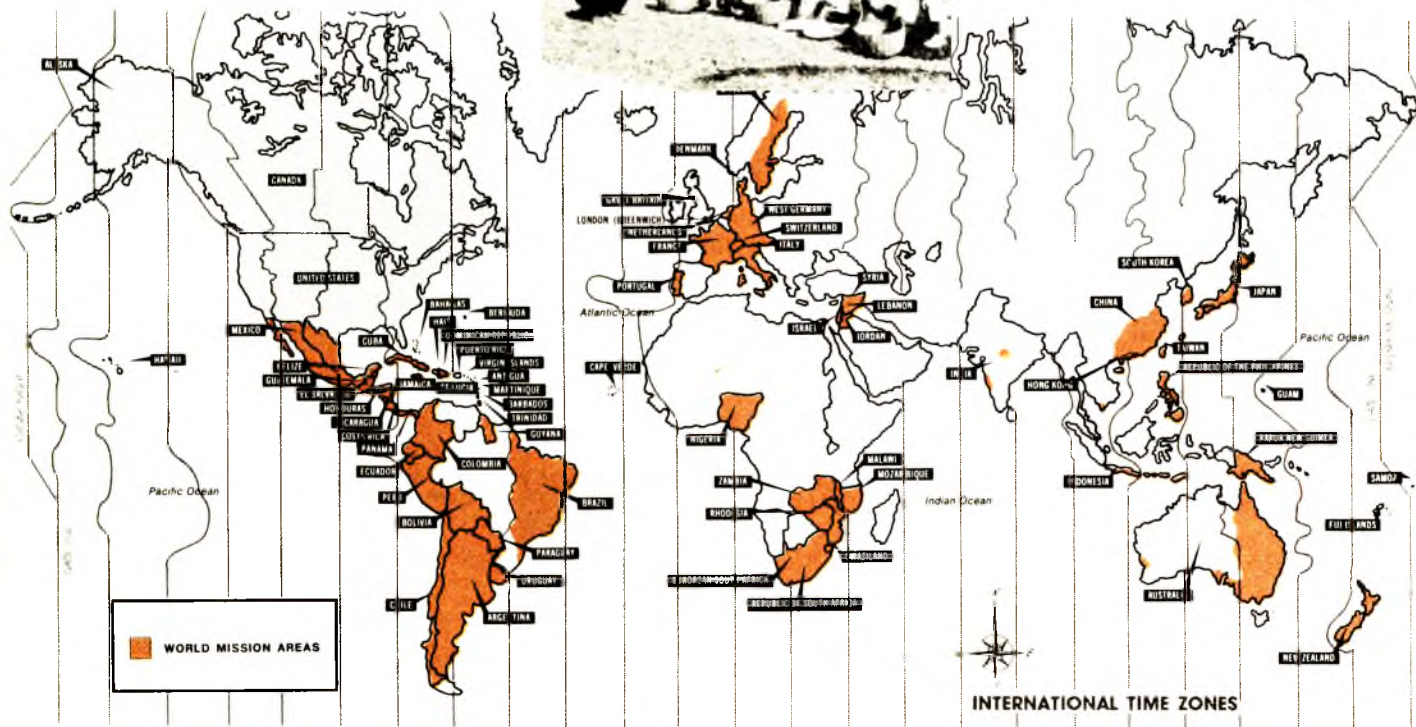 ALASKA
CANADA
UNITED STATES
MEXICO
HAWAII
BELIZE
GUATEMALA
EL SALVADOR
HONDURAS
NICARAGUA
COSTA RICA
PANAMA
ECUADOR
PERU
BOLIVIA
CHILE
CUBA
JAMAICA
BAHAMAS
BERMUDA
HAITI
DOMINICAN REPUBLIC
PUERTO RICO
VIRGIN ISLANDS
ANTIGUA
ST. LUCIA
MARTINIQUE
BARBADOS
TRINIDAD
GUYANA
COLOMBIA
BRAZIL
PARAGUAY
URUGUAY
ARGENTINA
Pacific Ocean
Atlantic Ocean
DENMARK
GREAT BRITAIN
LONDON (GREENWICH)
NETHERLANDS
FRANCE
WEST GERMANY
SWITZERLAND
ITALY
PORTUGAL
CAPE VERDE
SYRIA
LEBANON
ISRAEL
JORDAN
NIGERIA
ZAMBIA
MALAWI
MOZAMBIQUE
RHODESIA
SWAZILAND
REPUBLIC OF SOUTH AFRICA
Indian Ocean
INDIA
SOUTH KOREA
CHINA
JAPAN
TAIWAN
HONG KONG
REPUBLIC OF THE PHILIPPINES
GUAM
PAPUA NEW GUINEA
INDONESIA
SAMOA
FIJI ISLANDS
AUSTRALIA
NEW ZEALAND
Pacific Ocean
WORLD MISSION AREAS
INTERNATIONAL TIME ZONES